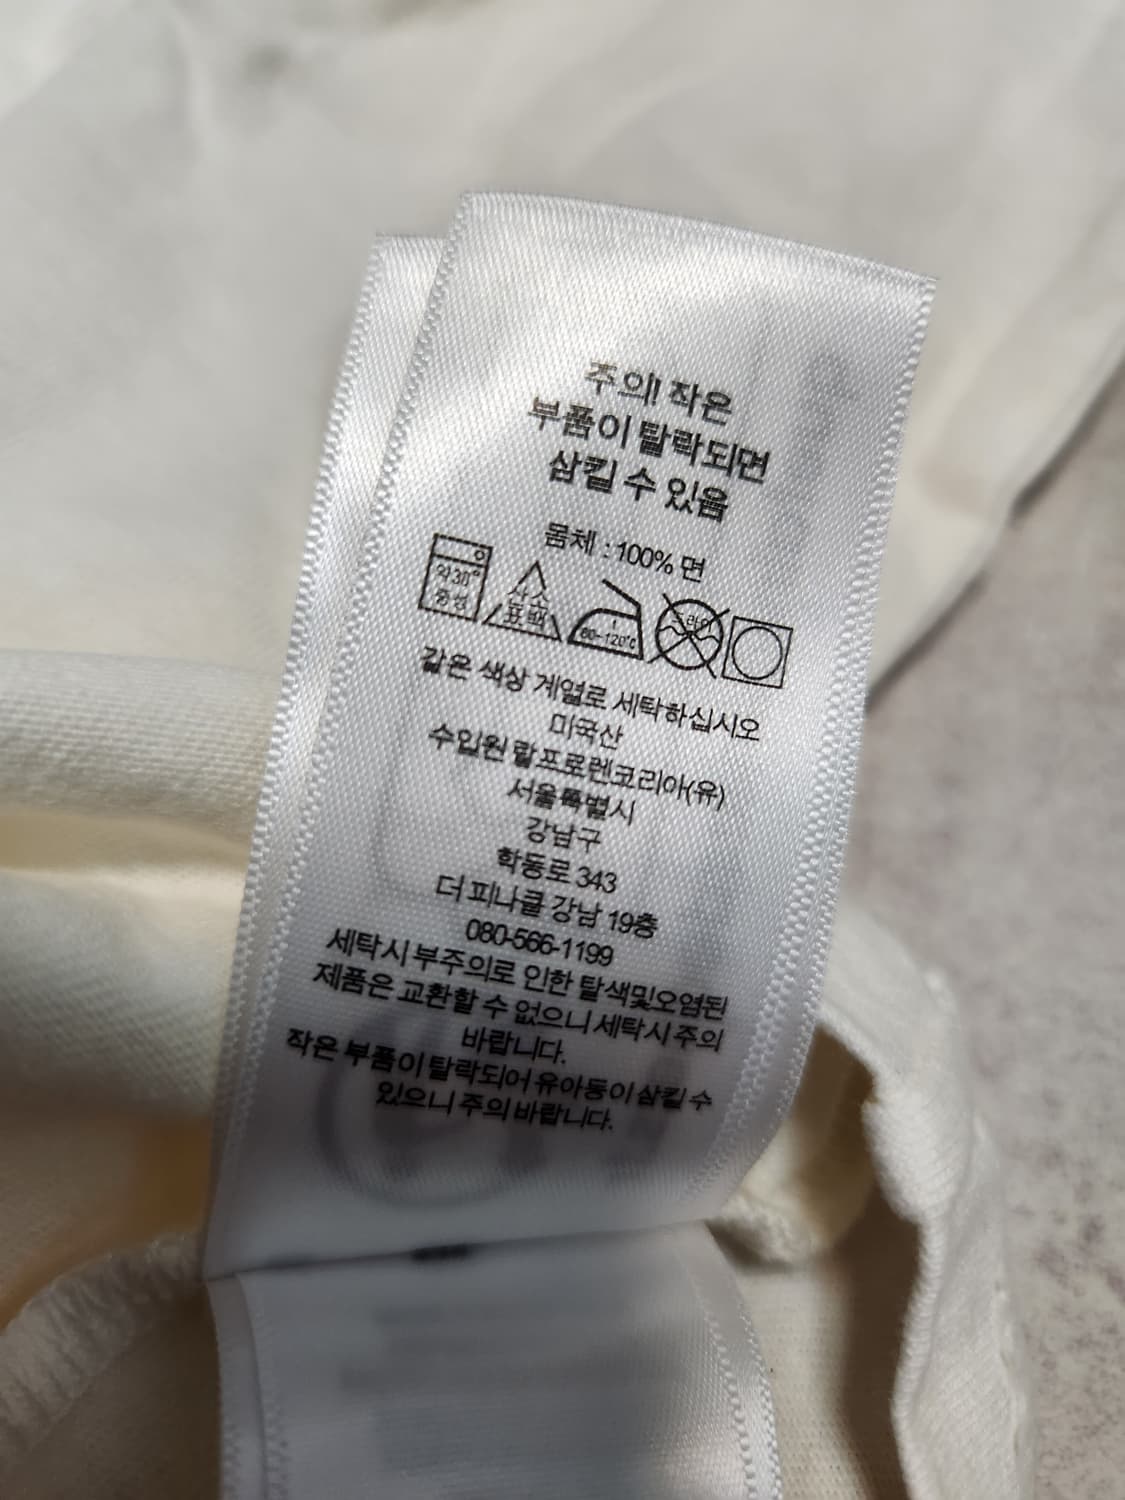 주의! 작은
부품이 탈락되면
삼킬 수 있음
몸체 : 100% 면
약30° 중성
산소 표백
1 80~120°C
드라이
같은 색상 계열로 세탁하십시오
미국산
수입원 랄프로렌코리아(유)
서울특별시
강남구
학동로 343
더 피나클 강남 19층
080-566-1199
세탁시 부주의로 인한 탈색및오염된
제품은 교환할 수 없으니 세탁시 주의
바랍니다.
작은 부품이 탈락되어 유아등이 삼킬 수
있으니 주의 바랍니다.